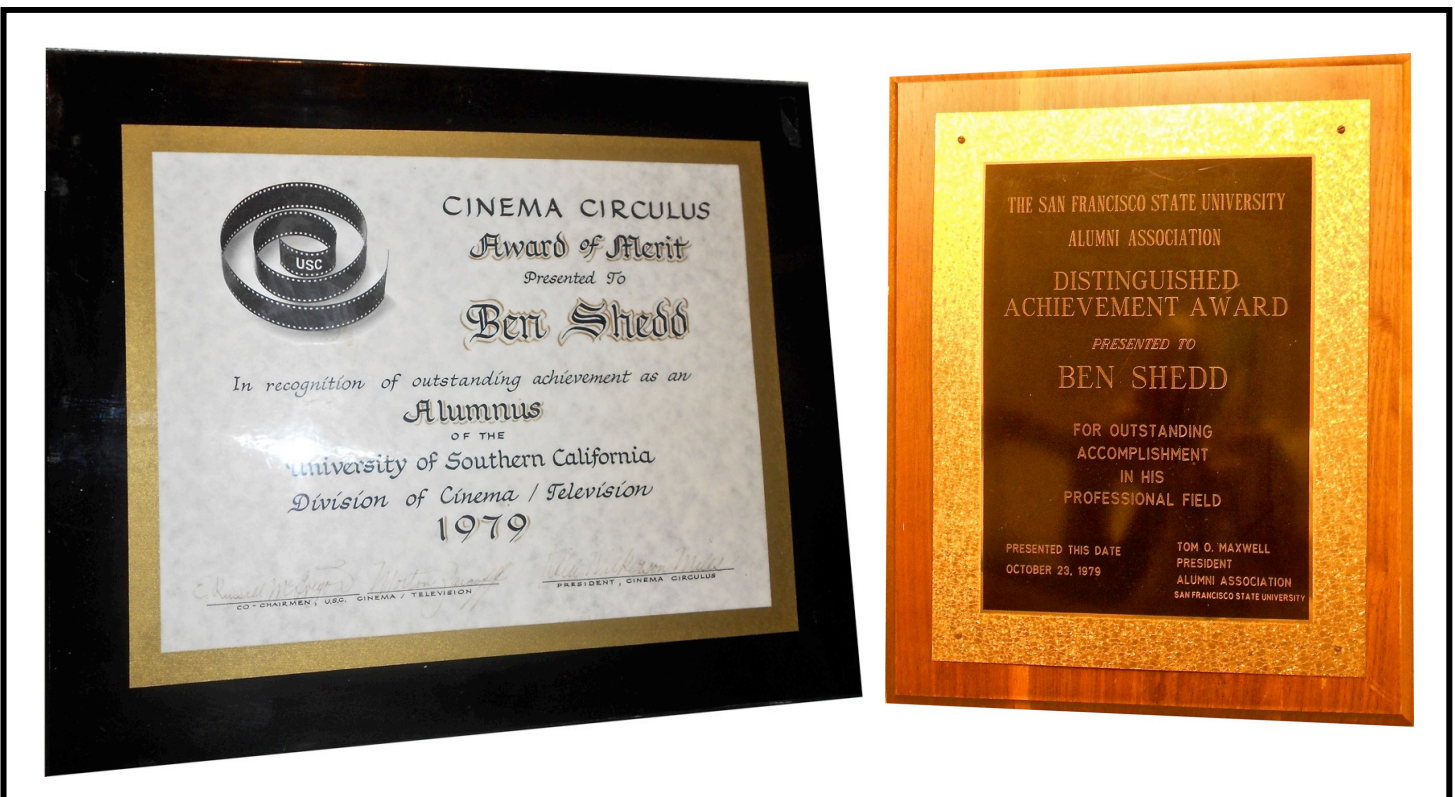 USC
CINEMA CIRCULUS
Award of Merit
Presented To
Ben Shedd
In recognition of outstanding achievement as an
Alumnus
OF THE
University of Southern California
Division of Cinema / Television
1979
CO-CHAIRMEN, U.S.C. CINEMA / TELEVISION
PRESIDENT, CINEMA CIRCULUS
THE SAN FRANCISCO STATE UNIVERSITY
ALUMNI ASSOCIATION
DISTINGUISHED
ACHIEVEMENT AWARD
PRESENTED TO
BEN SHEDD
FOR OUTSTANDING
ACCOMPLISHMENT
IN HIS
PROFESSIONAL FIELD
PRESENTED THIS DATE
OCTOBER 23, 1979
TOM O. MAXWELL
PRESIDENT
ALUMNI ASSOCIATION
SAN FRANCISCO STATE UNIVERSITY